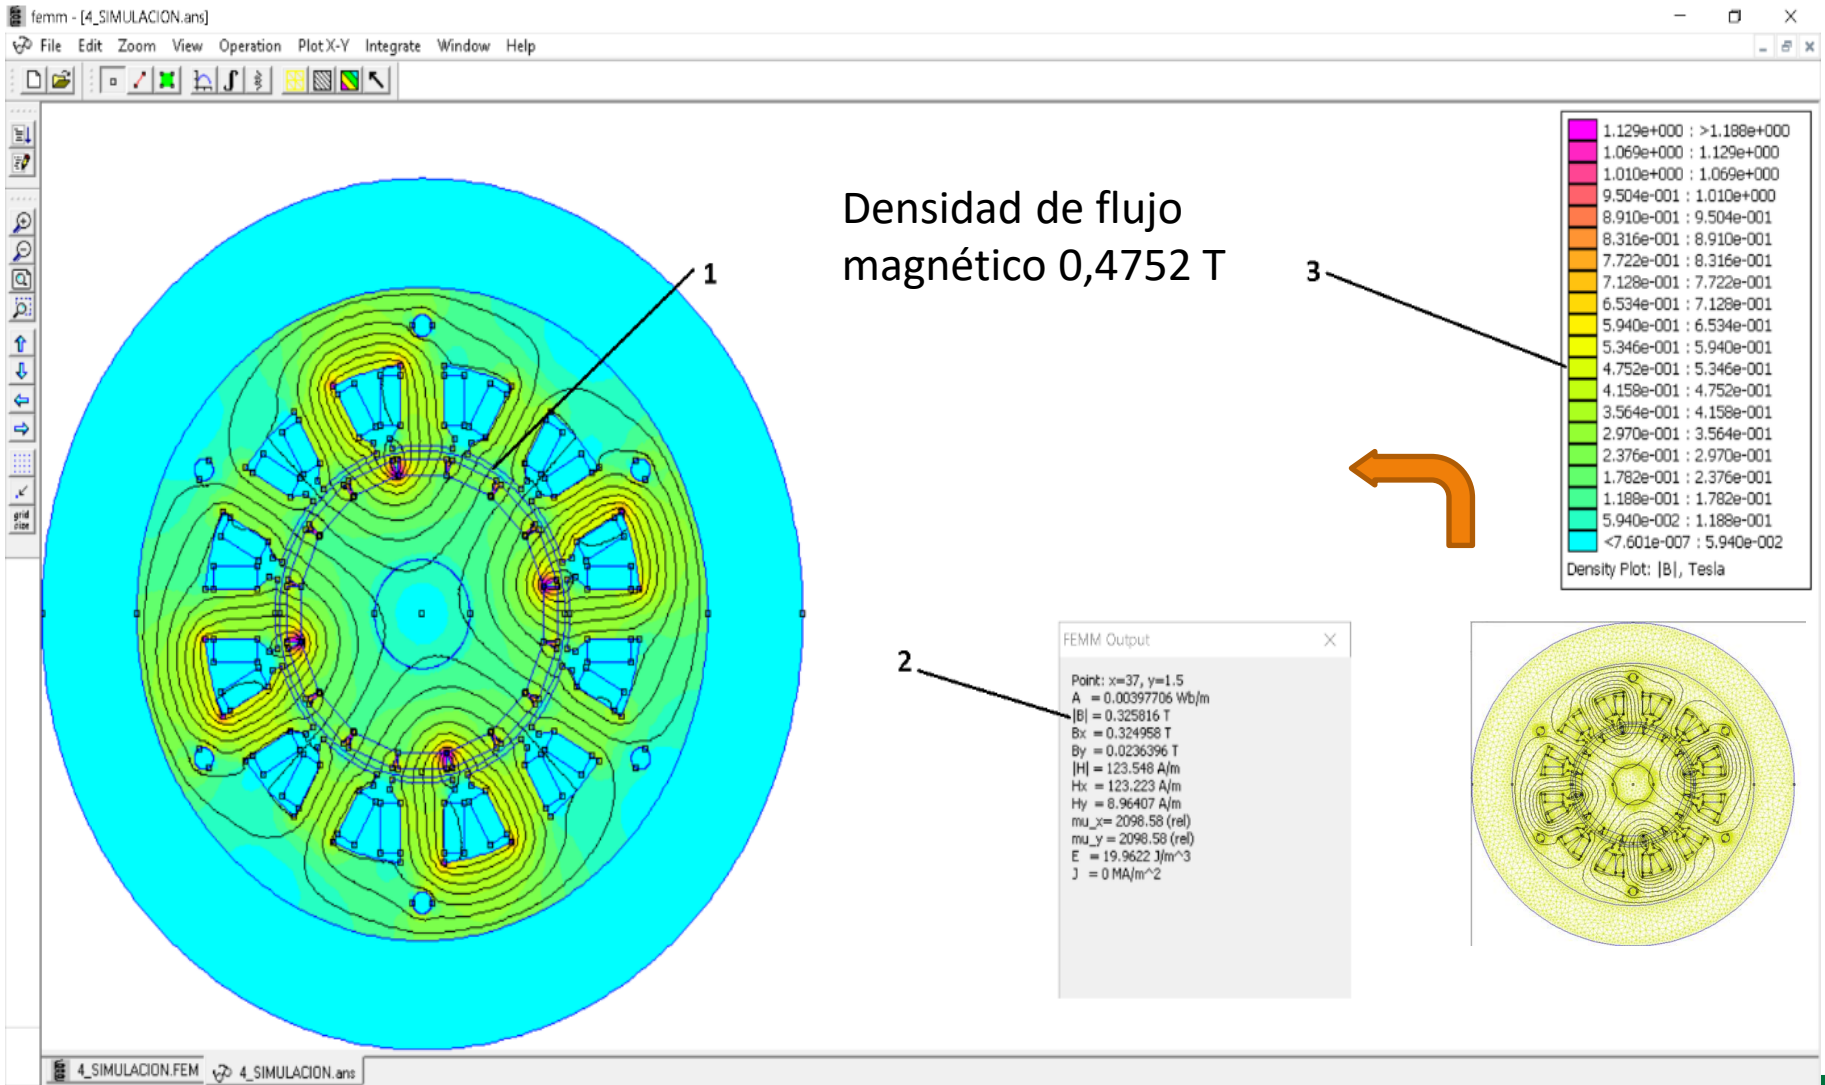 femm - [4_SIMULACION.ans]
File Edit Zoom View Operation Plot X-Y Integrate Window Help
grid
size
Densidad de flujo
magnético 0,4752 T
1
2
3
1.129e+000 : >1.188e+000
1.069e+000 : 1.129e+000
1.010e+000 : 1.069e+000
9.504e-001 : 1.010e+000
8.910e-001 : 9.504e-001
8.316e-001 : 8.910e-001
7.722e-001 : 8.316e-001
7.128e-001 : 7.722e-001
6.534e-001 : 7.128e-001
5.940e-001 : 6.534e-001
5.346e-001 : 5.940e-001
4.752e-001 : 5.346e-001
4.158e-001 : 4.752e-001
3.564e-001 : 4.158e-001
2.970e-001 : 3.564e-001
2.376e-001 : 2.970e-001
1.782e-001 : 2.376e-001
1.188e-001 : 1.782e-001
5.940e-002 : 1.188e-001
<7.601e-007 : 5.940e-002
Density Plot: |B|, Tesla
FEMM Output
Point: x=37, y=1.5
A = 0.00397706 Wb/m
|B| = 0.325816 T
Bx = 0.324958 T
By = 0.0236396 T
|H| = 123.548 A/m
Hx = 123.223 A/m
Hy = 8.96407 A/m
mu_x= 2098.58 (rel)
mu_y = 2098.58 (rel)
E = 19.9622 J/m^3
J = 0 MA/m^2
4_SIMULACION.FEM
4_SIMULACION.ans